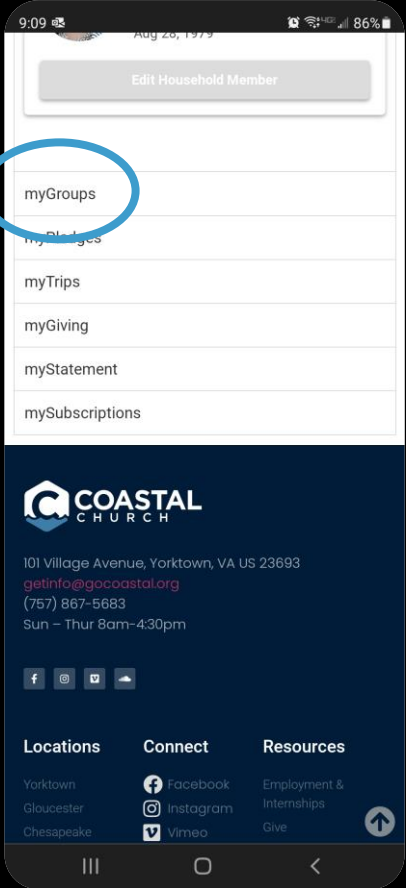 9:09
4G
86%
Aug 28, 1979
Edit Household Member
myGroups
myPledges
myTrips
myGiving
myStatement
mySubscriptions
COASTAL
CHURCH
101 Village Avenue, Yorktown, VA US 23693
getinfo@gocoastal.org
(757) 867-5683
Sun – Thur 8am-4:30pm
Locations Connect Resources
Yorktown Facebook Employment &
Internships
Gloucester Instagram
Chesapeake Vimeo Give